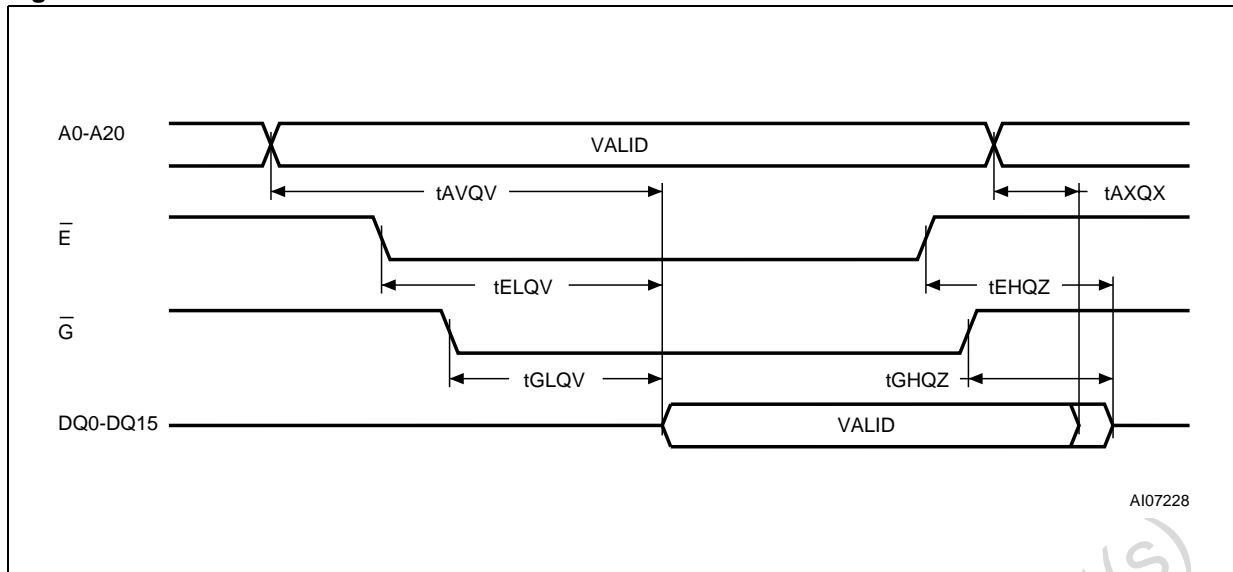 A0-A20
VALID
tAVQV
tAXQX
E
tELQV
tEHQZ
G
tGLQV
tGHQZ
DQ0-DQ15
VALID
AI07228
(s)